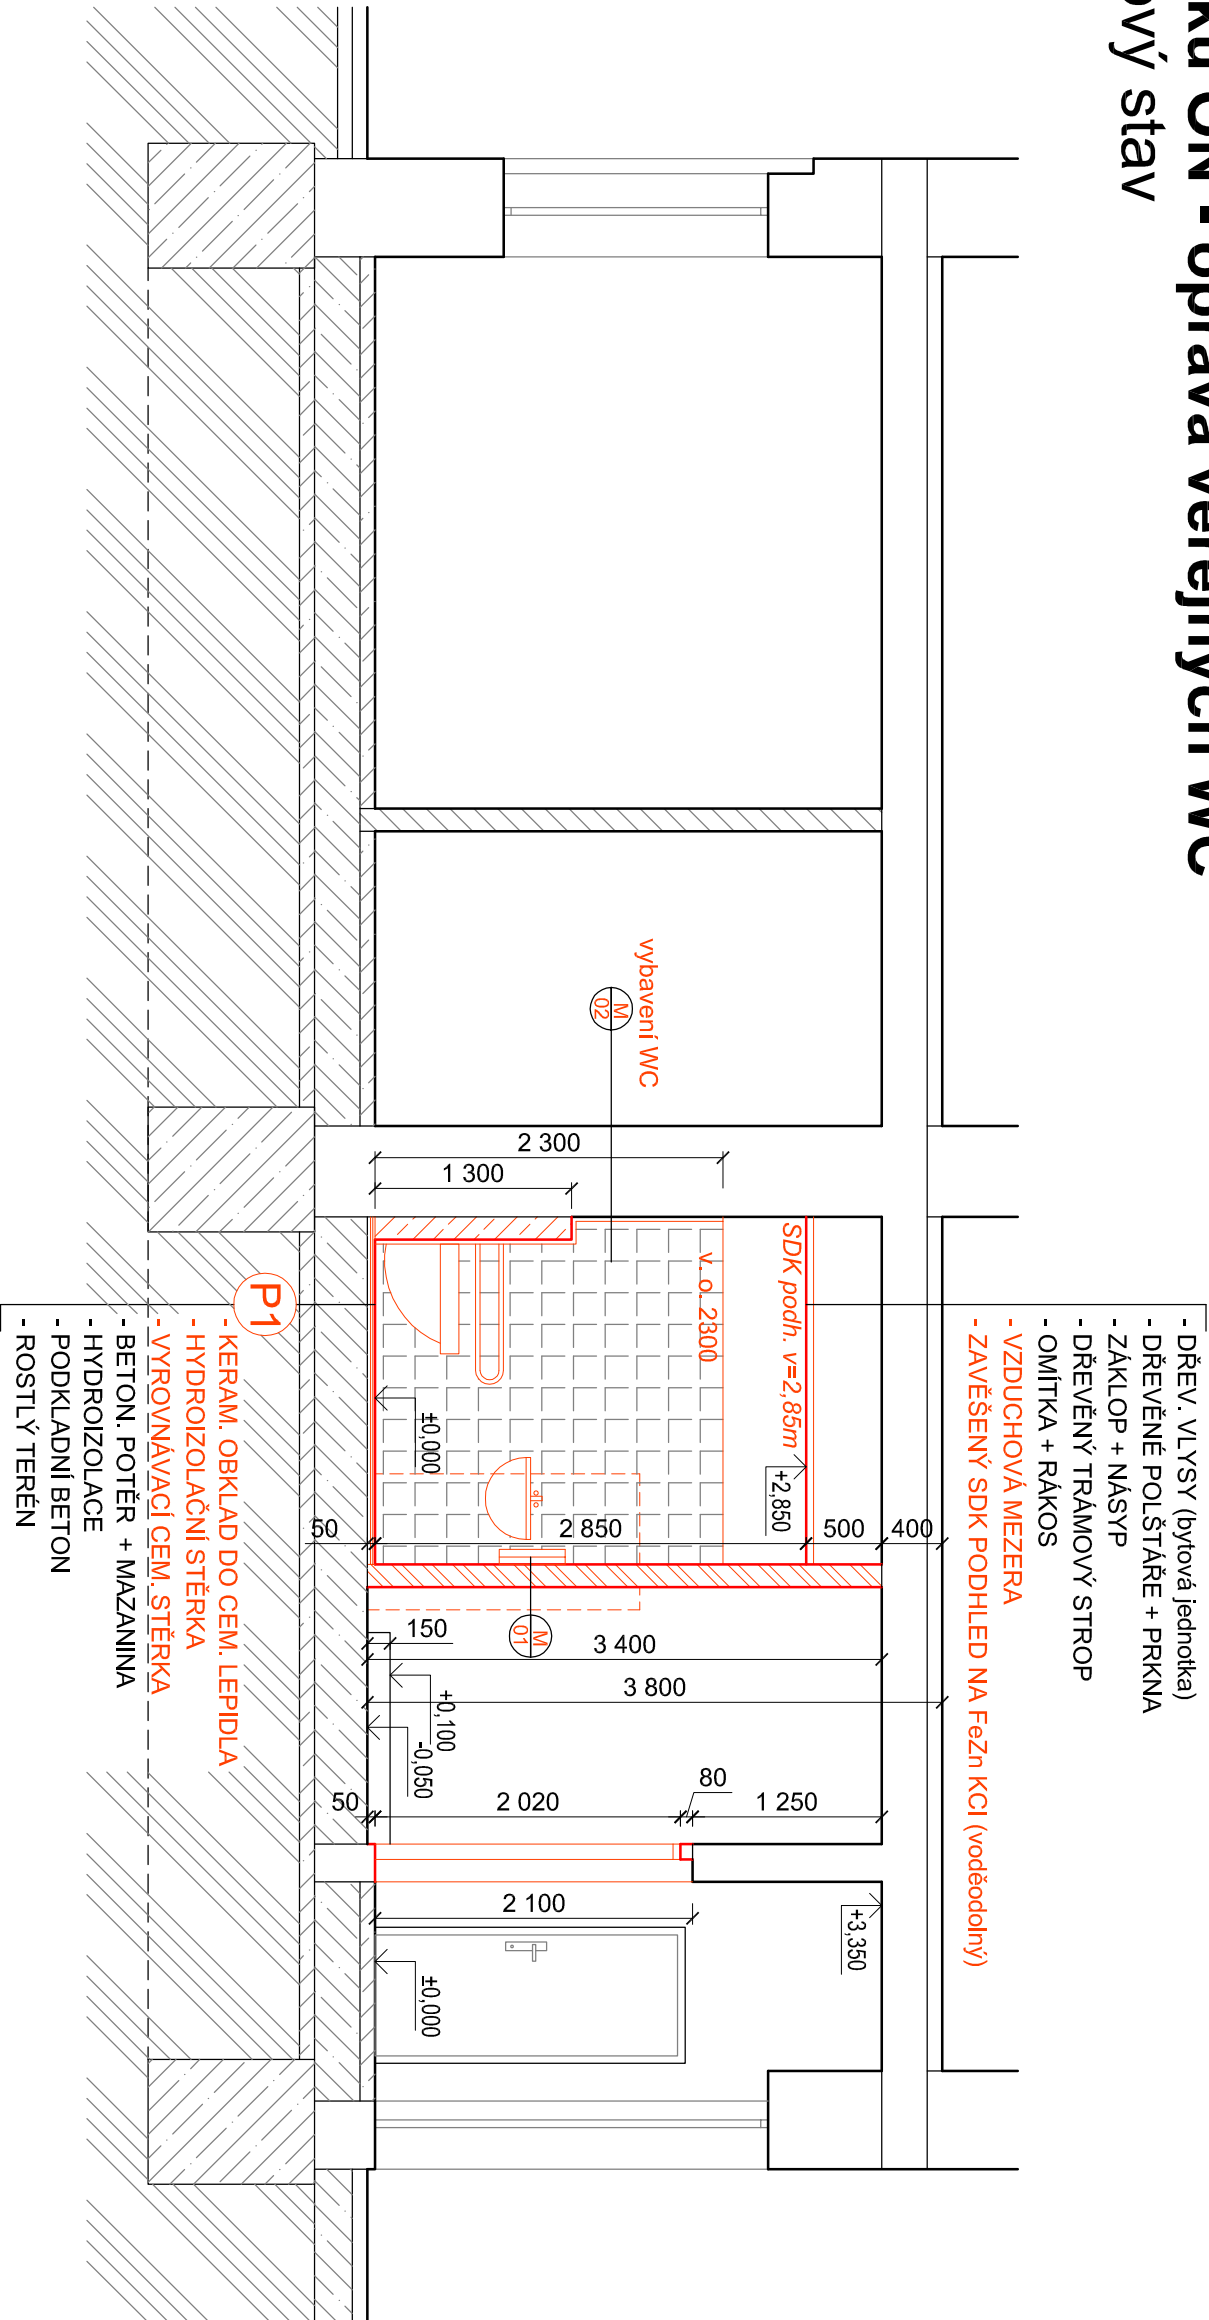 ku ON - oprava veřejných WC
ový stav
- DŘEV. VLYSY (bytová jednotka)
- DŘEVĚNÉ POLŠTÁŘE + PRKNA
- ZÁKLOP + NÁSYP
- DŘEVĚNÝ TRÁMOVÝ STROP
- OMÍTKA + RÁKOS
- VZDUCHOVÁ MEZERA
- ZAVĚŠENÝ SDK PODHLED NA FeZn KCI (voděodolný)
vybavení WC
M
02
2 300
1 300
SDK podh. v=2,85m
v. o. 2300
+2,850
±0,000
50
2 850
500
400
M
01
150
3 400
3 800
+0,100
-0,050
50
2 020
80
1 250
2 100
+3,350
±0,000
P1
- KERAM. OBKLAD DO CEM. LEPIDLA
- HYDROIZOLAČNÍ STĚRKA
- VYROVNÁVACÍ CEM. STĚRKA
- BETON. POTĚR + MAZANINA
- HYDROIZOLACE
- PODKLADNÍ BETON
- ROSTLÝ TERÉN